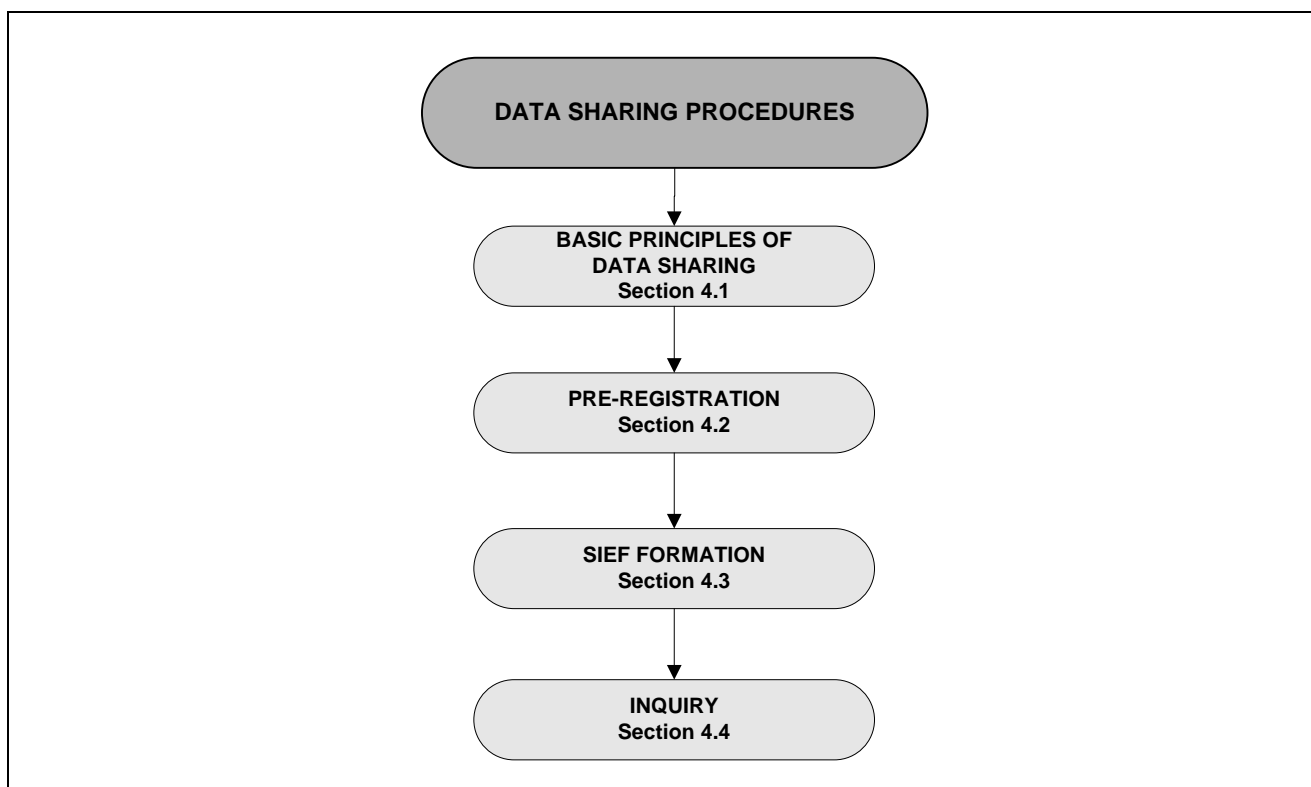 DATA SHARING PROCEDURES
BASIC PRINCIPLES OF
DATA SHARING
Section 4.1
PRE-REGISTRATION
Section 4.2
SIEF FORMATION
Section 4.3
INQUIRY
Section 4.4